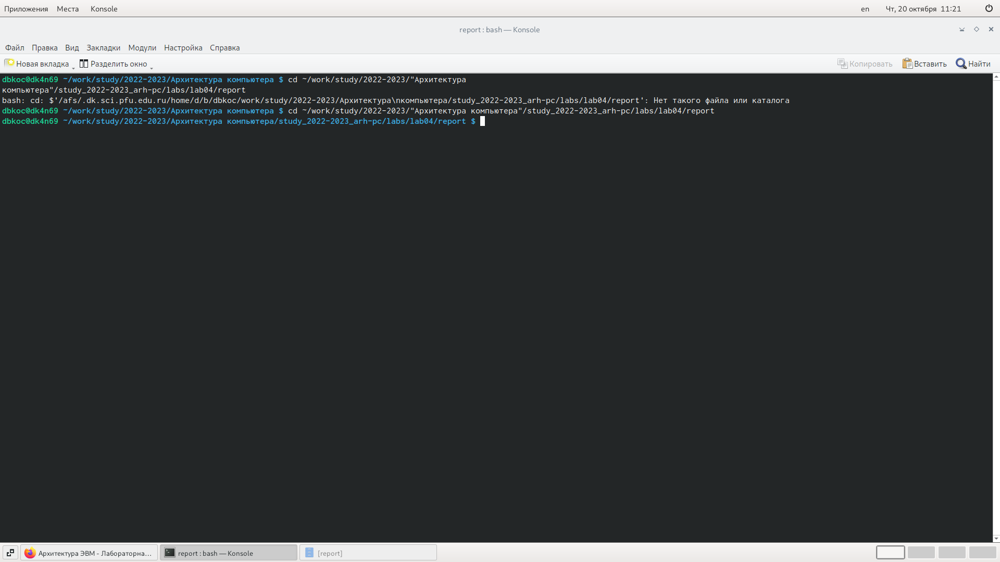 Приложения Места Konsole en Чт, 20 октября 11:21
report : bash — Konsole
Файл Правка Вид Закладки Модули Настройка Справка
Новая вкладка Разделить окно Копировать Вставить Найти
dbkoc@dk4n69 ~/work/study/2022-2023/Архитектура компьютера $ cd ~/work/study/2022-2023/"Архитектура
компьютера"/study_2022-2023_arh-pc/labs/lab04/report
bash: cd: $'/afs/.dk.sci.pfu.edu.ru/home/d/b/dbkoc/work/study/2022-2023/Архитектура\nкомпьютера/study_2022-2023_arh-pc/labs/lab04/report': Нет такого файла или каталога
dbkoc@dk4n69 ~/work/study/2022-2023/Архитектура компьютера $ cd ~/work/study/2022-2023/"Архитектура компьютера"/study_2022-2023_arh-pc/labs/lab04/report
dbkoc@dk4n69 ~/work/study/2022-2023/Архитектура компьютера/study_2022-2023_arh-pc/labs/lab04/report $
Архитектура ЭВМ - Лабораторна... report : bash — Konsole [report]